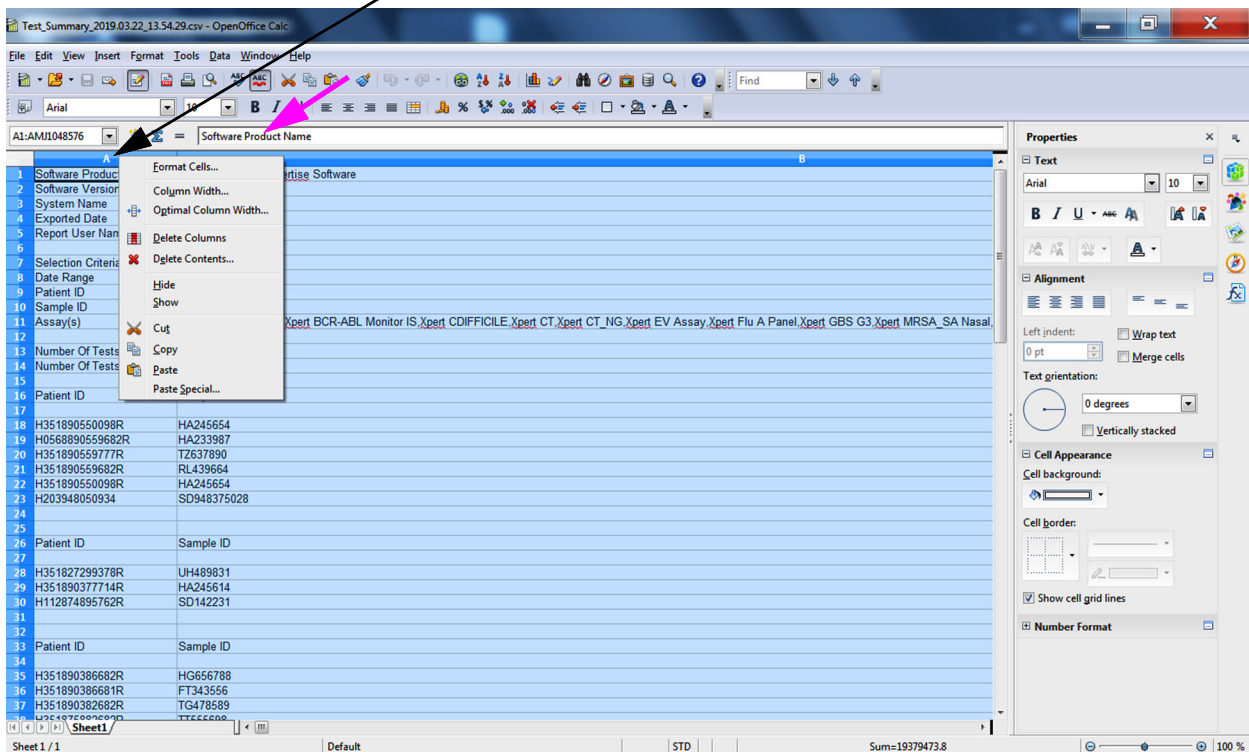 Test_Summary_2019.03.22_13.54.29.csv - OpenOffice Calc
File Edit View Insert Format Tools Data Window Help
Find
Arial 10
A1:AMJ1048576 = Software Product Name
A B
1 Software Product
2 Software Version
3 System Name
4 Exported Date
5 Report User Nam
6
7 Selection Criteria
8 Date Range
9 Patient ID
10 Sample ID
11 Assay(s) Xpert BCR-ABL Monitor IS,Xpert CDIFFICILE,Xpert CT,Xpert CT_NG,Xpert EV Assay,Xpert Flu A Panel,Xpert GBS G3,Xpert MRSA_SA Nasal,
12
13 Number Of Tests
14 Number Of Tests
15
16 Patient ID
17
18 H351890550098R HA245654
19 H0568890559682R HA233987
20 H351890559777R TZ637890
21 H351890559682R RL439664
22 H351890550098R HA245654
23 H203948050934 SD948375028
24
25
26 Patient ID Sample ID
27
28 H351827299378R UH489831
29 H351890377714R HA245614
30 H112874895762R SD142231
31
32
33 Patient ID Sample ID
34
35 H351890386682R HG656788
36 H351890386681R FT343556
37 H351890382682R TG478589
Format Cells...
Column Width...
Optimal Column Width...
Delete Columns
Delete Contents...
Hide
Show
Cut
Copy
Paste
Paste Special...
Software
Properties
Text
Arial 10
B I U ABC
Alignment
Left indent:
0 pt
Wrap text
Merge cells
Text orientation:
0 degrees
Vertically stacked
Cell Appearance
Cell background:
Cell border:
Show cell grid lines
Number Format
Sheet1
Sheet 1 / 1 Default STD Sum=19379473.8 100 %